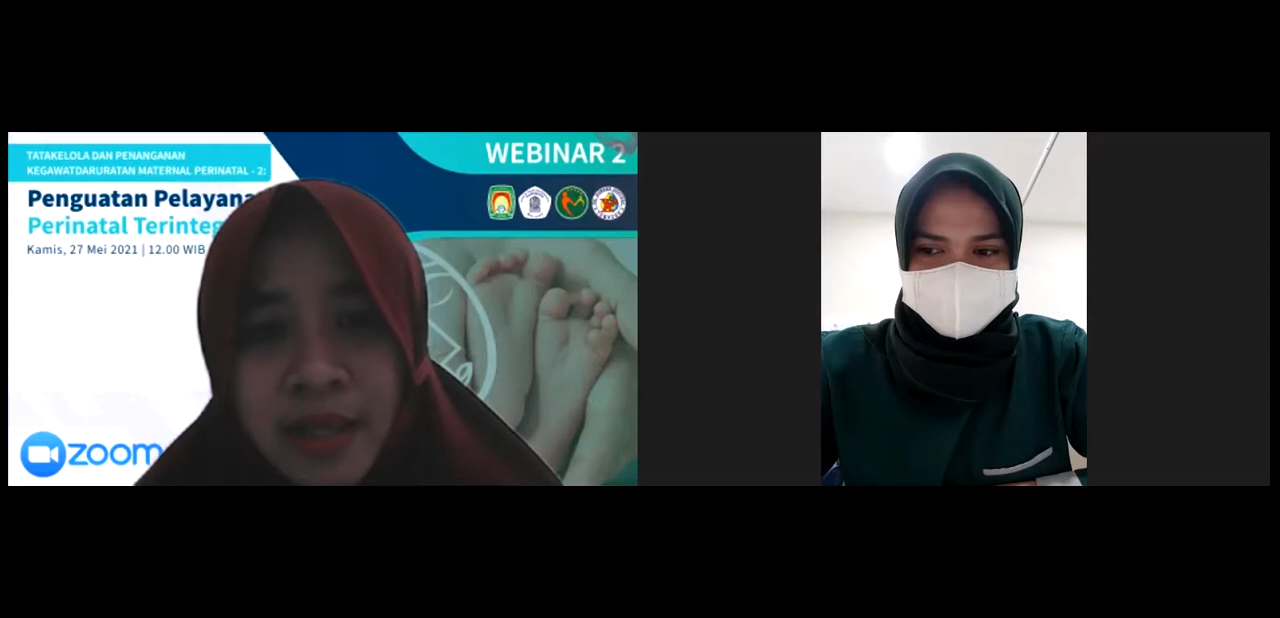 TATAKELOLA DAN PENANGANAN
KEGAWATDARURATAN MATERNAL PERINATAL - 2:
Penguatan Pelayana
Perinatal Terinteg
Kamis, 27 Mei 2021 | 12.00 WIB
WEBINAR 2
zoom